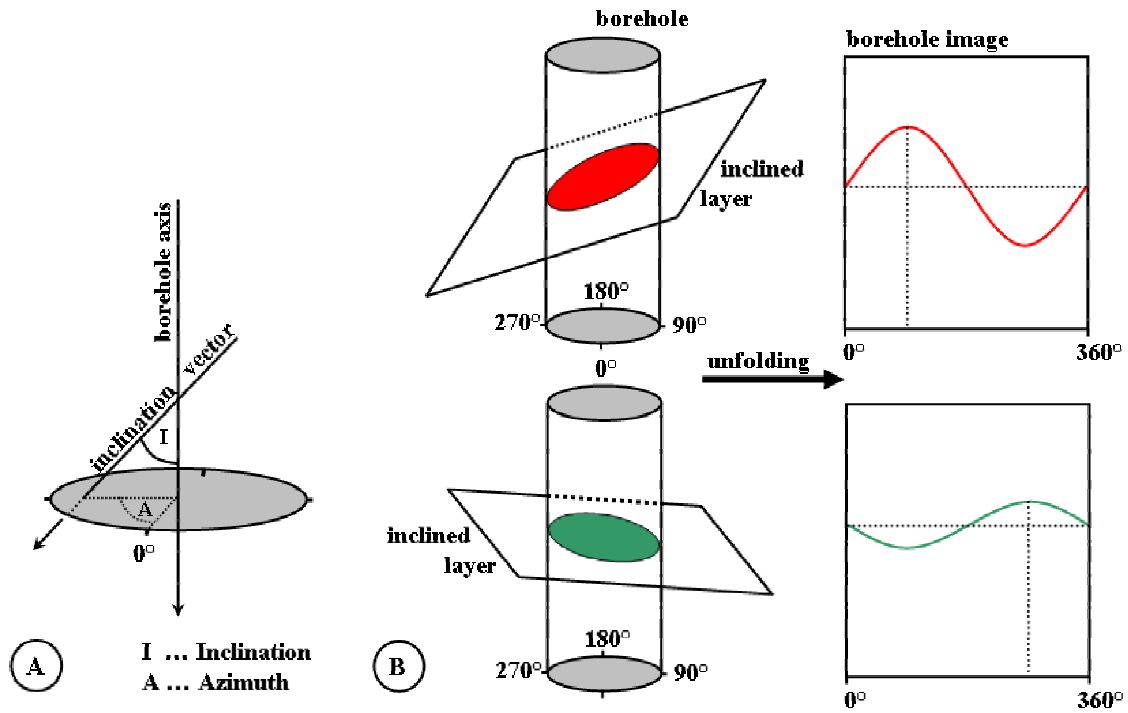 borehole
borehole image
borehole axis
inclination vector
I
A
0°
A
I ... Inclination
A ... Azimuth
inclined
layer
180°
270°
90°
0°
unfolding
0°
360°
inclined
layer
180°
270°
90°
B
0°
360°